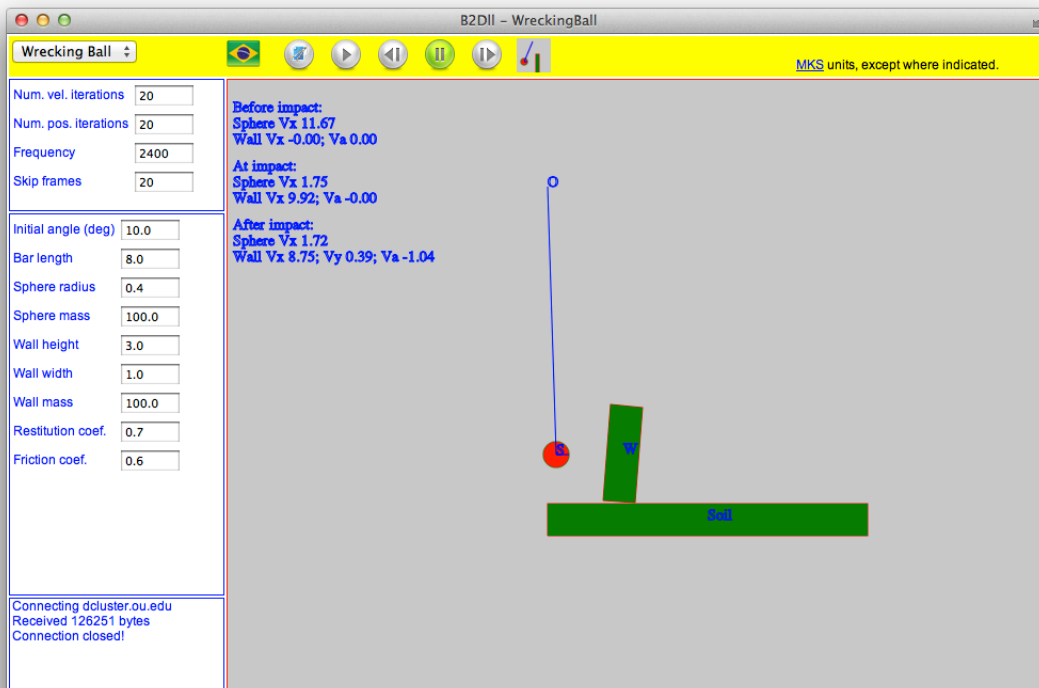 B2Dll - WreckingBall
Wrecking Ball
MKS units, except where indicated.
Num. vel. iterations 20
Num. pos. iterations 20
Frequency 2400
Skip frames 20
Initial angle (deg) 10.0
Bar length 8.0
Sphere radius 0.4
Sphere mass 100.0
Wall height 3.0
Wall width 1.0
Wall mass 100.0
Restitution coef. 0.7
Friction coef. 0.6
Connecting dcluster.ou.edu
Received 126251 bytes
Connection closed!
Before impact:
Sphere Vx 11.67
Wall Vx -0.00; Va 0.00
At impact:
Sphere Vx 1.75
Wall Vx 9.92; Va -0.00
After impact:
Sphere Vx 1.72
Wall Vx 8.75; Vy 0.39; Va -1.04
O
S
W
Soil